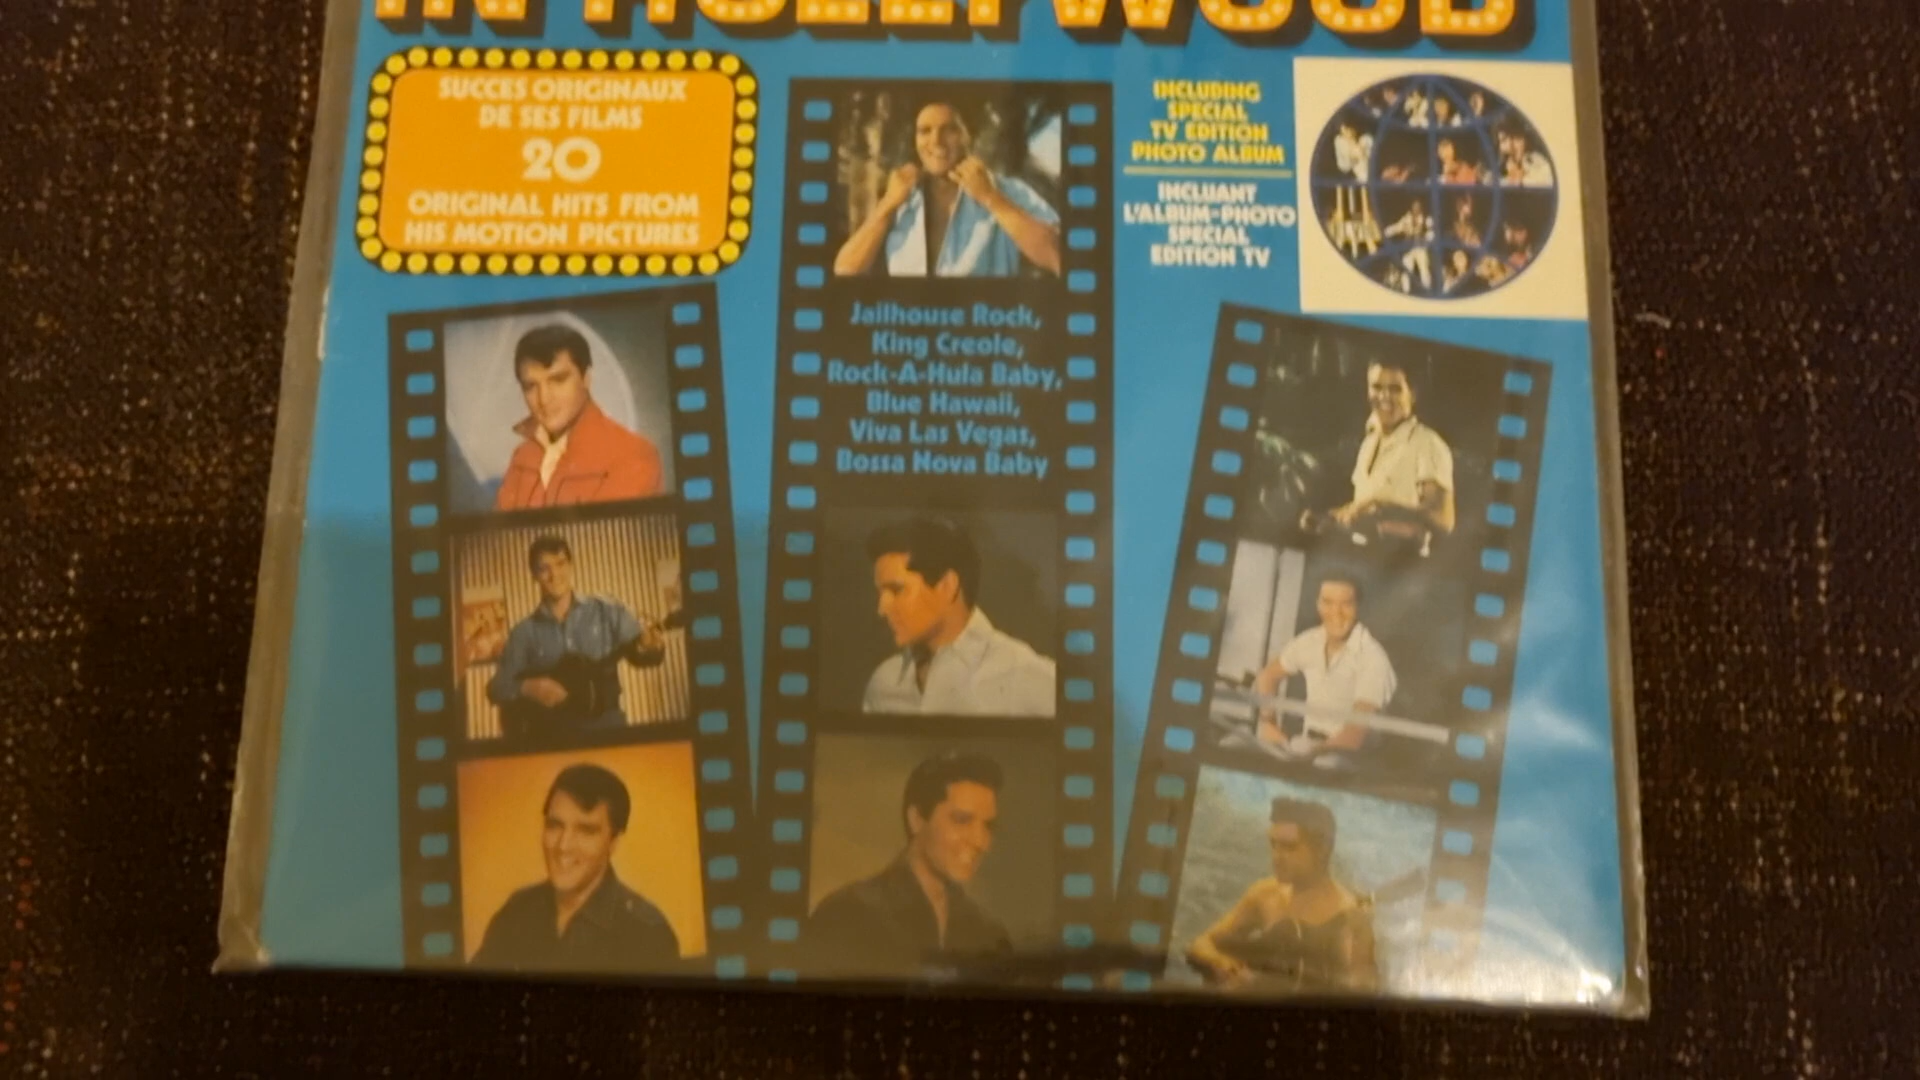 IN HOLLYWOOD
SUCCES ORIGINAUX
DE SES FILMS
20
ORIGINAL HITS FROM
HIS MOTION PICTURES
INCLUDING
SPECIAL
TV EDITION
PHOTO ALBUM
INCLUANT
L'ALBUM-PHOTO
SPECIAL
EDITION TV
Jailhouse Rock,
King Creole,
Rock-A-Hula Baby,
Blue Hawaii,
Viva Las Vegas,
Bossa Nova Baby